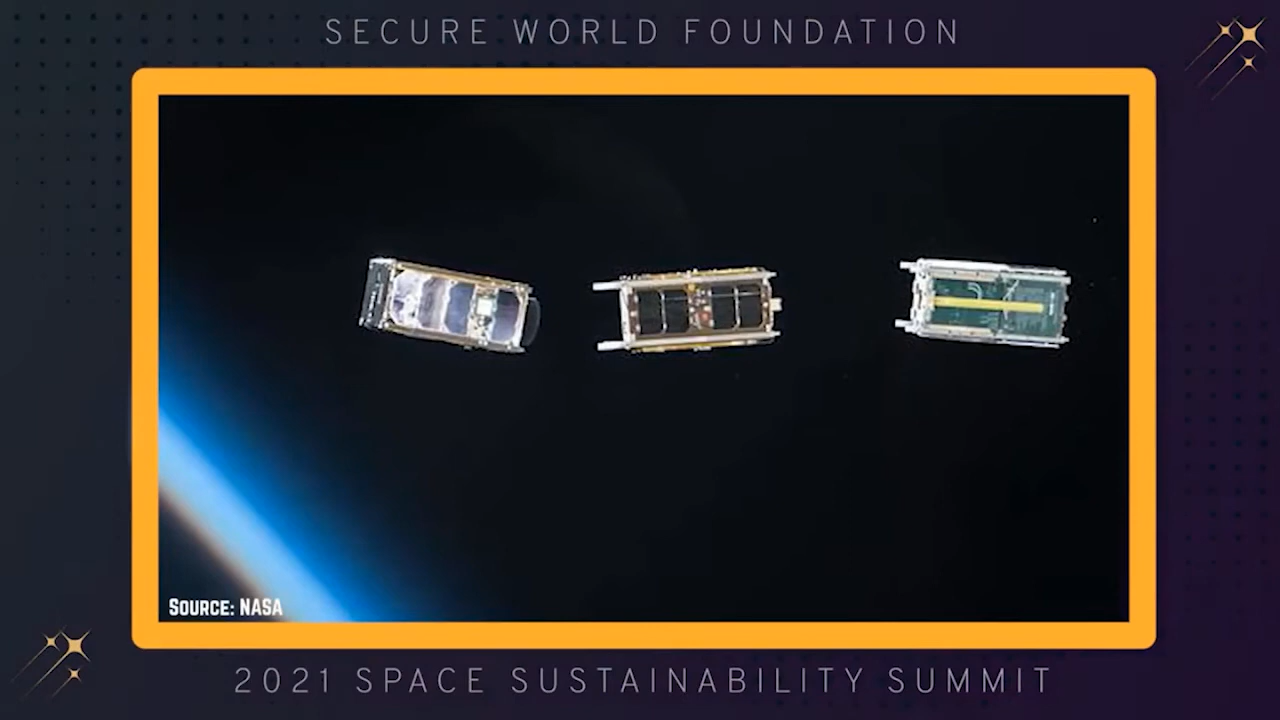 SECURE WORLD FOUNDATION
SOURCE: NASA
2021 SPACE SUSTAINABILITY SUMMIT